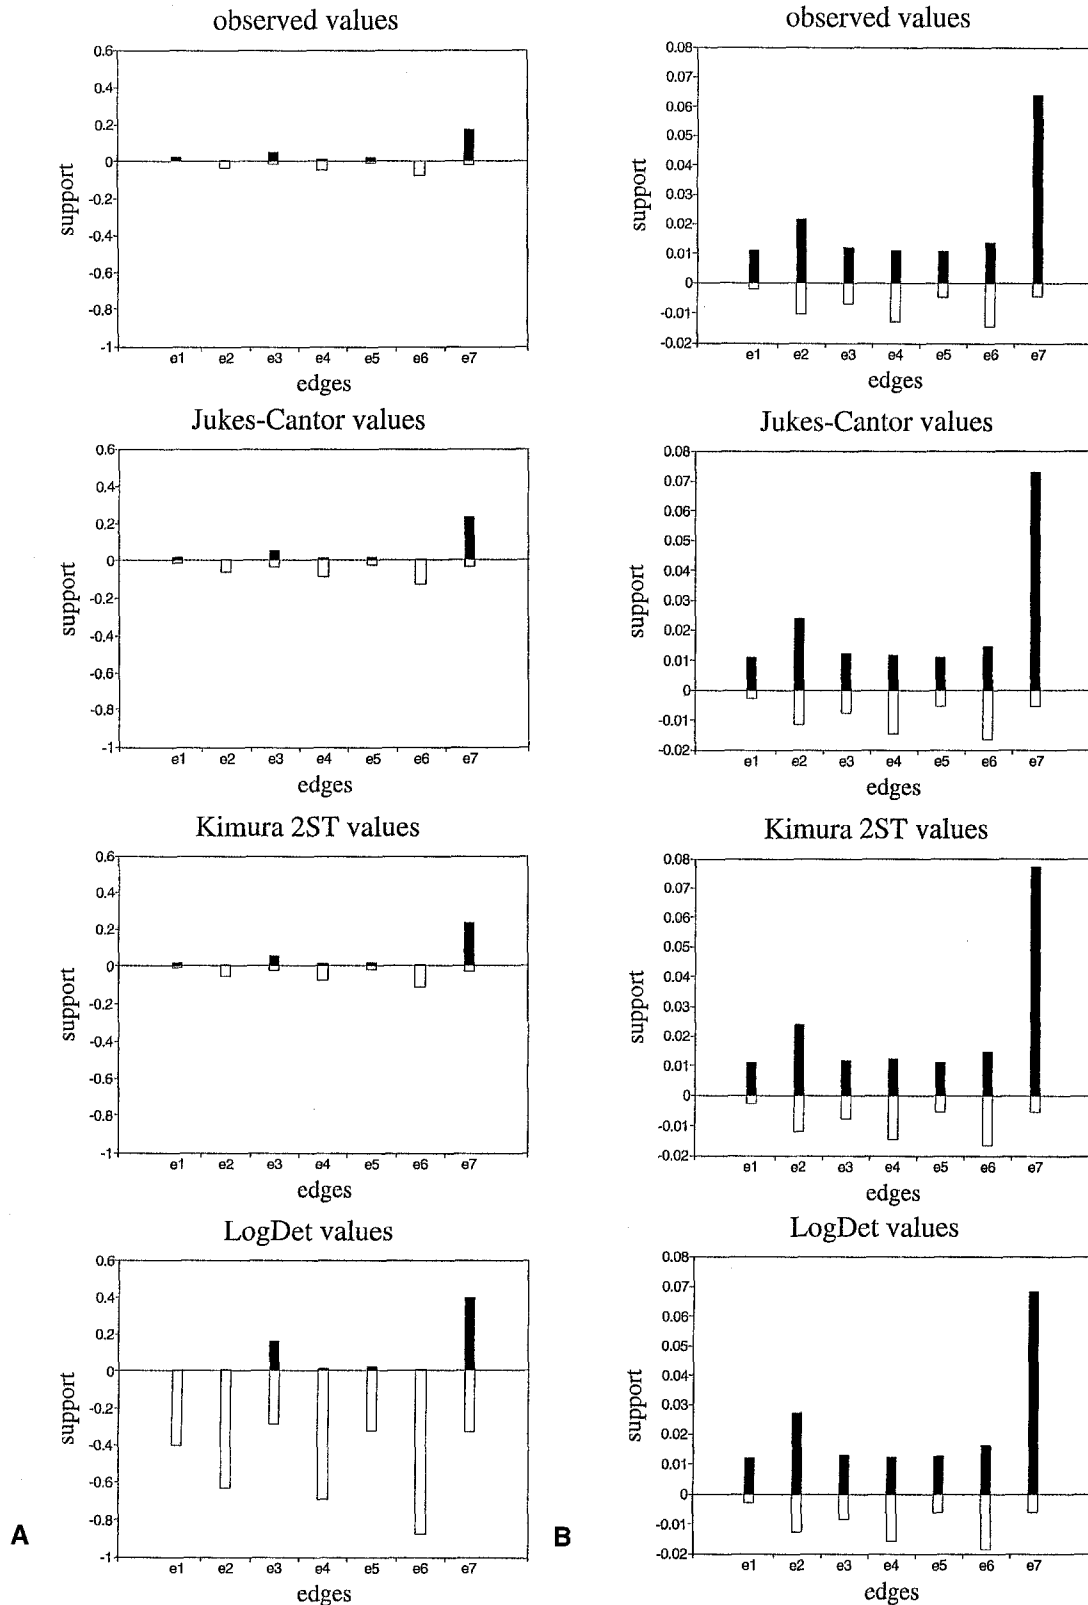 observed values
0.6
0.4
0.2
0
-0.2
-0.4
-0.6
-0.8
-1
support
e1 e2 e3 e4 e5 e6 e7
edges
Jukes-Cantor values
0.6
0.4
0.2
0
-0.2
-0.4
-0.6
-0.8
-1
support
e1 e2 e3 e4 e5 e6 e7
edges
Kimura 2ST values
0.6
0.4
0.2
0
-0.2
-0.4
-0.6
-0.8
-1
support
e1 e2 e3 e4 e5 e6 e7
edges
LogDet values
0.6
0.4
0.2
0
-0.2
-0.4
-0.6
-0.8
-1
support
e1 e2 e3 e4 e5 e6 e7
edges
A
observed values
0.08
0.07
0.06
0.05
0.04
0.03
0.02
0.01
0
-0.01
-0.02
support
e1 e2 e3 e4 e5 e6 e7
edges
Jukes-Cantor values
0.08
0.07
0.06
0.05
0.04
0.03
0.02
0.01
0
-0.01
-0.02
support
e1 e2 e3 e4 e5 e6 e7
edges
Kimura 2ST values
0.08
0.07
0.06
0.05
0.04
0.03
0.02
0.01
0
-0.01
-0.02
support
e1 e2 e3 e4 e5 e6 e7
edges
LogDet values
0.08
0.07
0.06
0.05
0.04
0.03
0.02
0.01
0
-0.01
-0.02
support
e1 e2 e3 e4 e5 e6 e7
edges
B